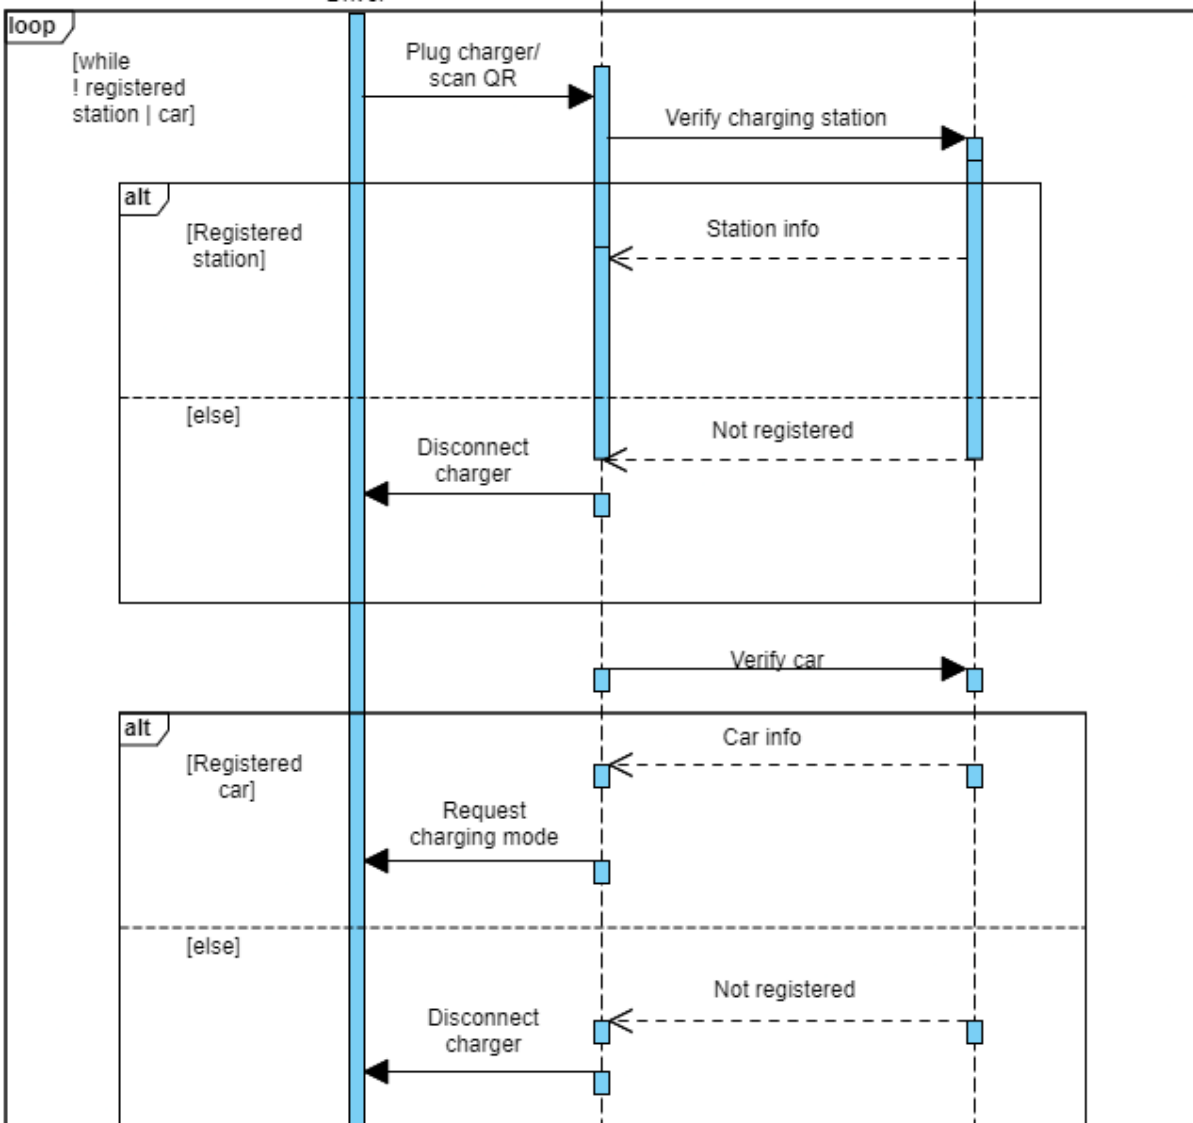 loop
[while
! registered
station | car]
Plug charger/
scan QR
Verify charging station
alt
[Registered
station]
Station info
[else]
Not registered
Disconnect
charger
Verify car
alt
[Registered
car]
Car info
Request
charging mode
[else]
Not registered
Disconnect
charger